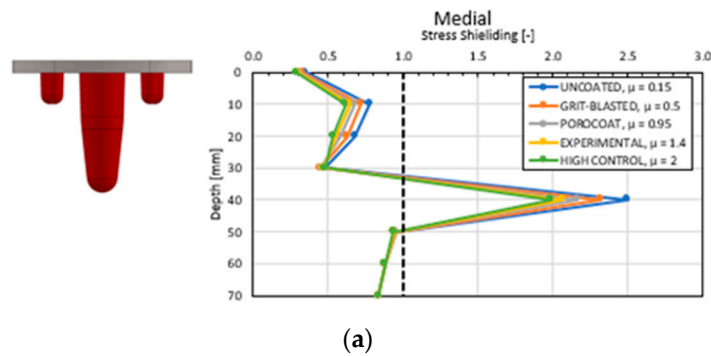 Medial
Stress Shieliding [-]
0.0 0.5 1.0 1.5 2.0 2.5 3.0
Depth [mm]
0
10
20
30
40
50
60
70
UNCOATED, μ = 0.15
GRIT-BLASTED, μ = 0.5
POROCOAT, μ = 0.95
EXPERIMENTAL, μ = 1.4
HIGH CONTROL, μ = 2
(a)